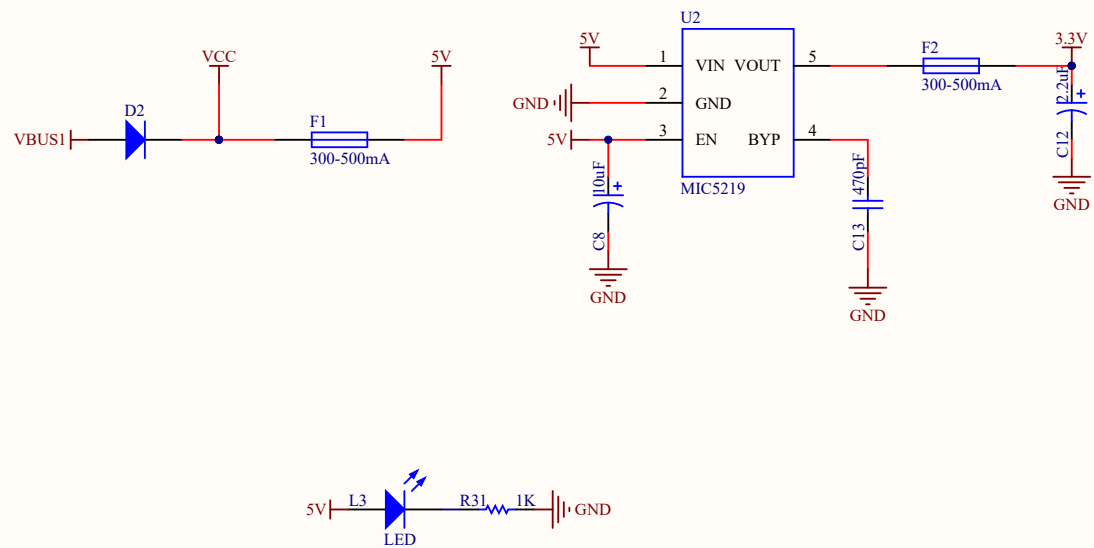 U2
VCC
5V
5V
3.3V
1
VIN
VOUT
5
F2
300-500mA
2.2uF
+
C12
GND
GND
2
GND
D2
VBUS1
F1
300-500mA
5V
3
EN
BYP
4
MIC5219
10uF
+
C8
GND
470pF
C13
GND
5V
L3
LED
R31
1K
GND